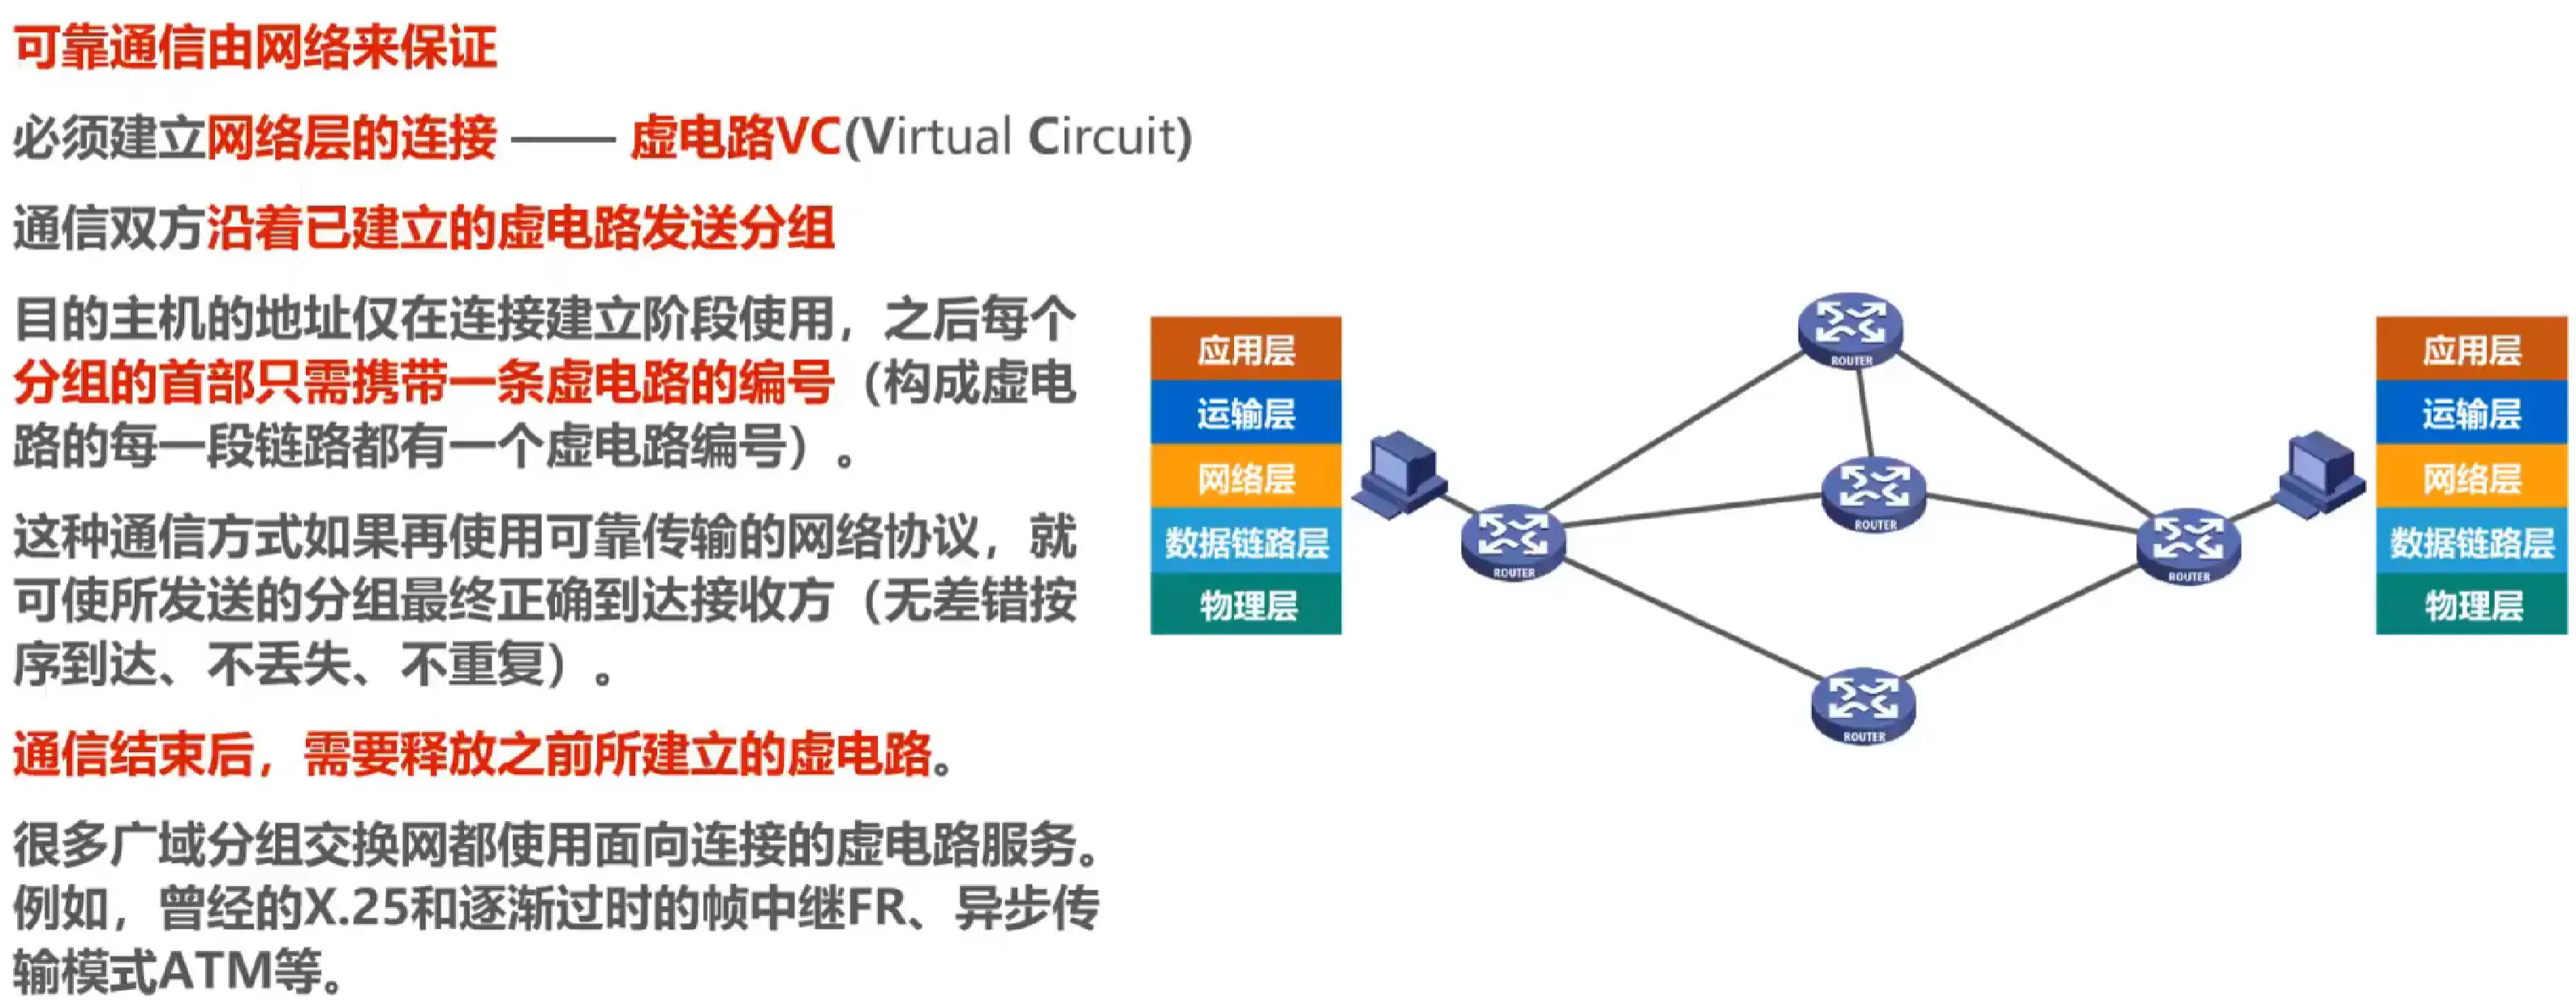 可靠通信由网络来保证
必须建立网络层的连接 —— 虚电路VC(Virtual Circuit)
通信双方沿着已建立的虚电路发送分组
目的主机的地址仅在连接建立阶段使用，之后每个
分组的首部只需携带一条虚电路的编号（构成虚电
路的每一段链路都有一个虚电路编号）。
这种通信方式如果再使用可靠传输的网络协议，就
可使所发送的分组最终正确到达接收方（无差错按
序到达、不丢失、不重复）。
通信结束后，需要释放之前所建立的虚电路。
很多广域分组交换网都使用面向连接的虚电路服务。
例如，曾经的X.25和逐渐过时的帧中继FR、异步传
输模式ATM等。
应用层
运输层
网络层
数据链路层
物理层
ROUTER
ROUTER
ROUTER
ROUTER
ROUTER
应用层
运输层
网络层
数据链路层
物理层